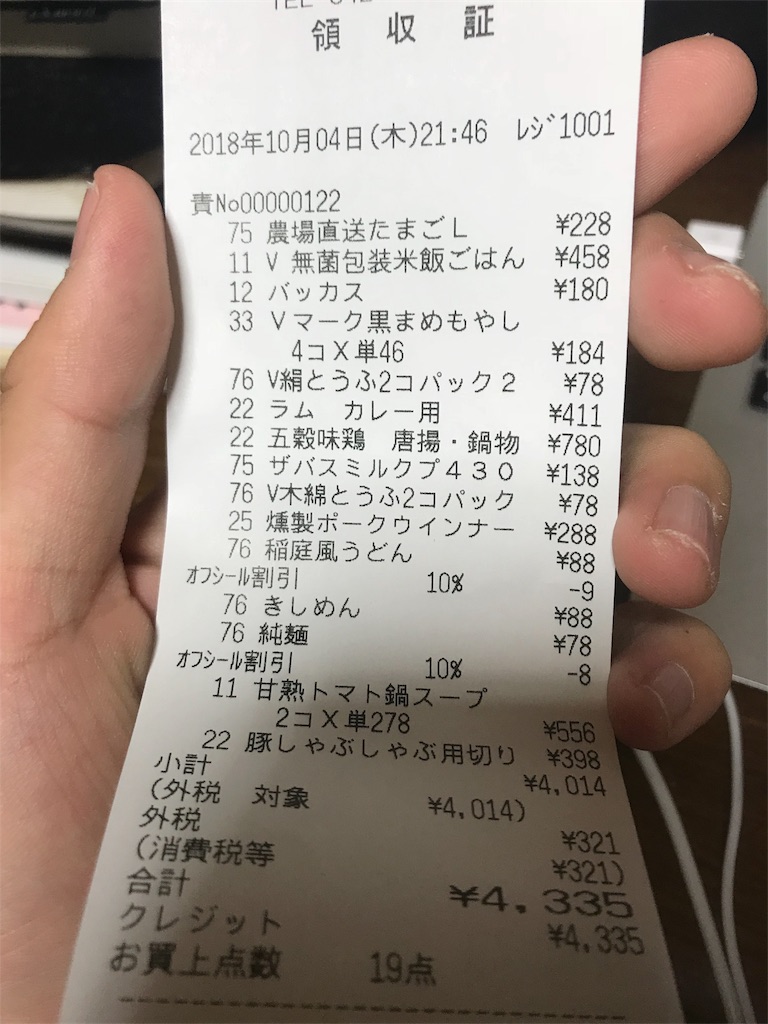 領収証
2018年10月04日(木)21:46 ﾚｼﾞ1001
責No00000122
75 農場直送たまごL ¥228
11 V 無菌包装米飯ごはん ¥458
12 バッカス ¥180
33 Vマーク黒まめもやし
4コX単46 ¥184
76 V絹とうふ2コパック2 ¥78
22 ラム カレー用 ¥411
22 五穀味鶏 唐揚・鍋物 ¥780
75 ザバスミルクプ430 ¥138
76 V木綿とうふ2コパック ¥78
25 燻製ポークウインナー ¥288
76 稲庭風うどん ¥88
ｵﾌｼｰﾙ割引 10% -9
76 きしめん ¥88
76 純麺 ¥78
ｵﾌｼｰﾙ割引 10% -8
11 甘熟トマト鍋スープ
2コX単278 ¥556
22 豚しゃぶしゃぶ用切り ¥398
小計 ¥4,014
(外税 対象 ¥4,014)
外税 ¥321
(消費税等 ¥321)
合計 ¥4,335
クレジット ¥4,335
お買上点数 19点